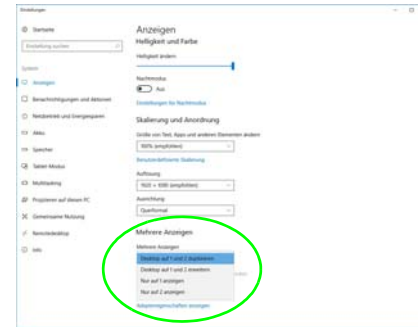 Einstellungen
Startseite
Einstellung suchen
System
Anzeigen
Benachrichtigungen und Aktionen
Netzbetrieb und Energiesparen
Akku
Speicher
Tablet-Modus
Multitasking
Projizieren auf diesen PC
Gemeinsame Nutzung
Remotedesktop
Info
Anzeigen
Helligkeit und Farbe
Helligkeit ändern
Nachtmodus
Aus
Einstellungen für Nachtmodus
Skalierung und Anordnung
Größe von Text, Apps und anderen Elementen ändern
100% (empfohlen)
Benutzerdefinierte Skalierung
Auflösung
1920 × 1080 (empfohlen)
Ausrichtung
Querformat
Mehrere Anzeigen
Mehrere Anzeigen
Desktop auf 1 und 2 duplizieren
Desktop auf 1 und 2 erweitern
Nur auf 1 anzeigen
Nur auf 2 anzeigen
Adaptereigenschaften anzeigen